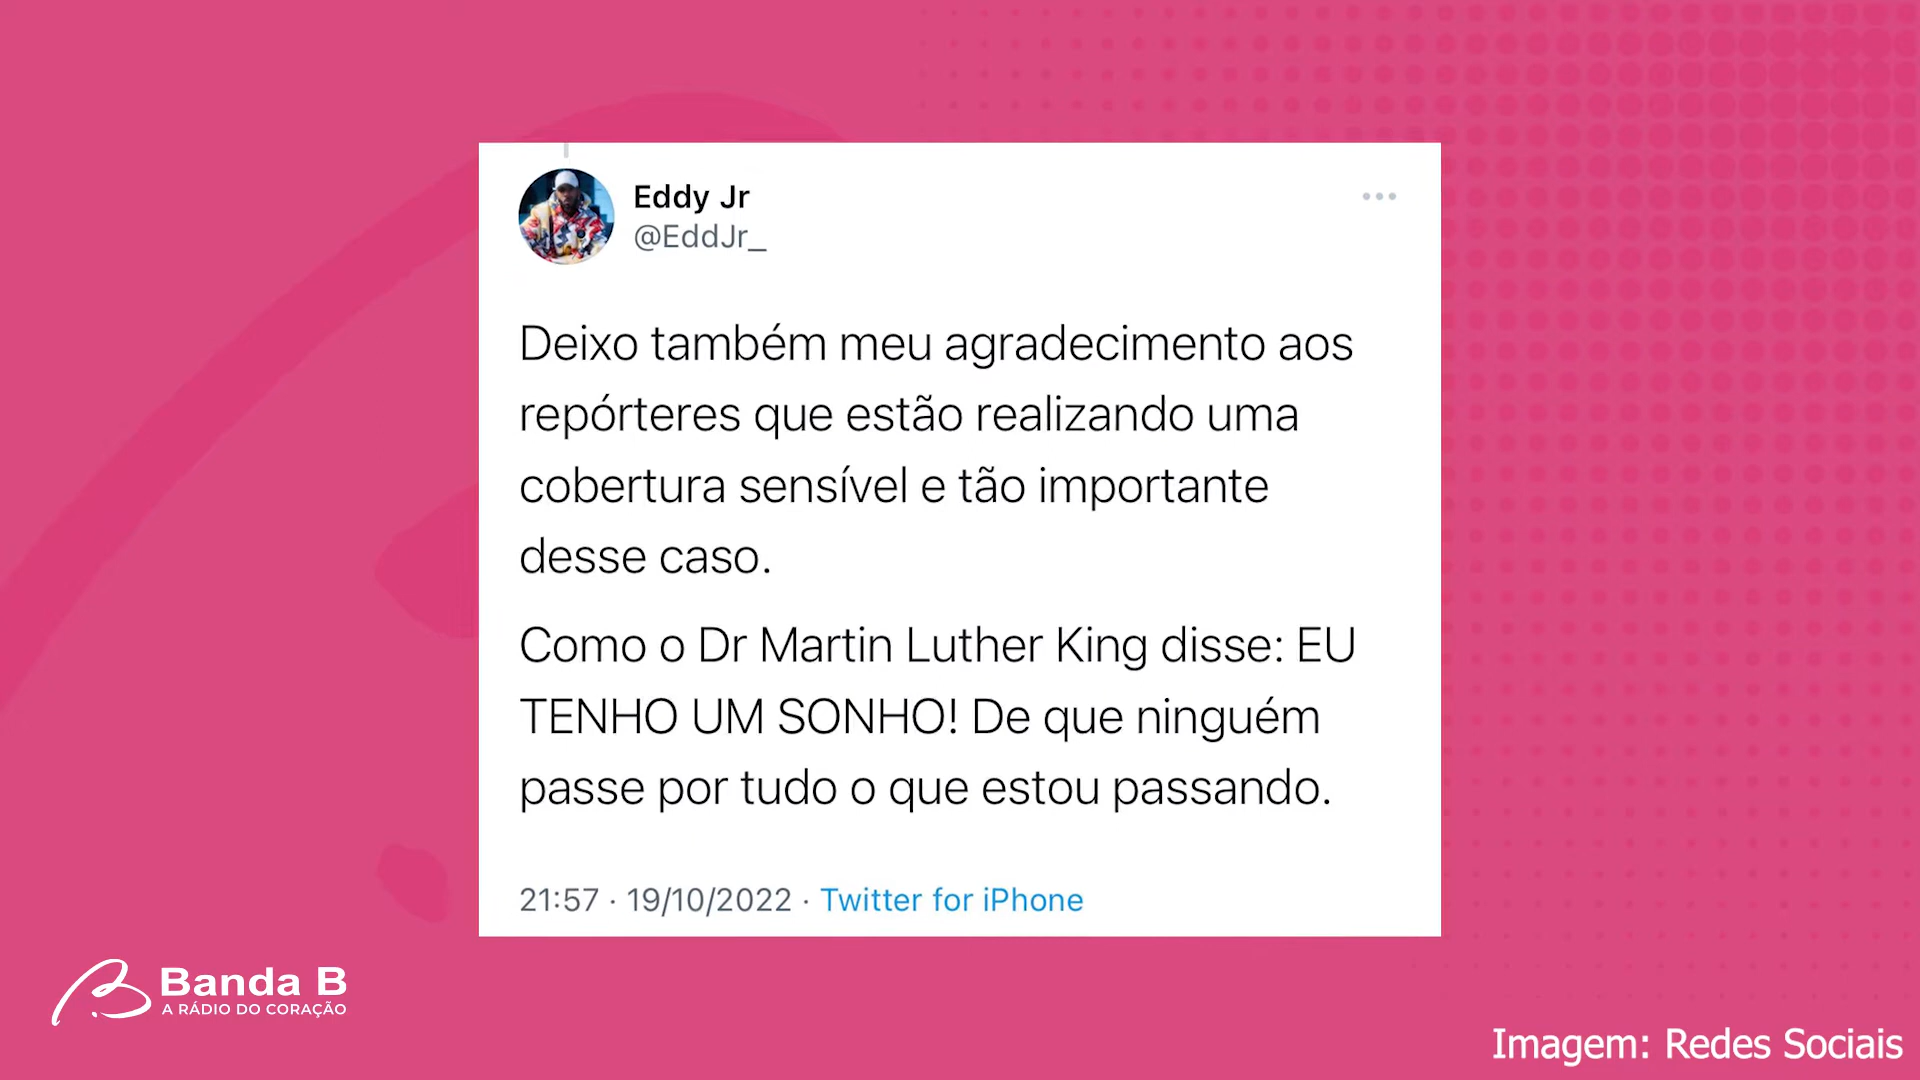 Eddy Jr
@EddJr_
Deixo também meu agradecimento aos
repórteres que estão realizando uma
cobertura sensível e tão importante
desse caso.
Como o Dr Martin Luther King disse: EU
TENHO UM SONHO! De que ninguém
passe por tudo o que estou passando.
21:57 · 19/10/2022 · Twitter for iPhone
Banda B
A RÁDIO DO CORAÇÃO
Imagem: Redes Sociais